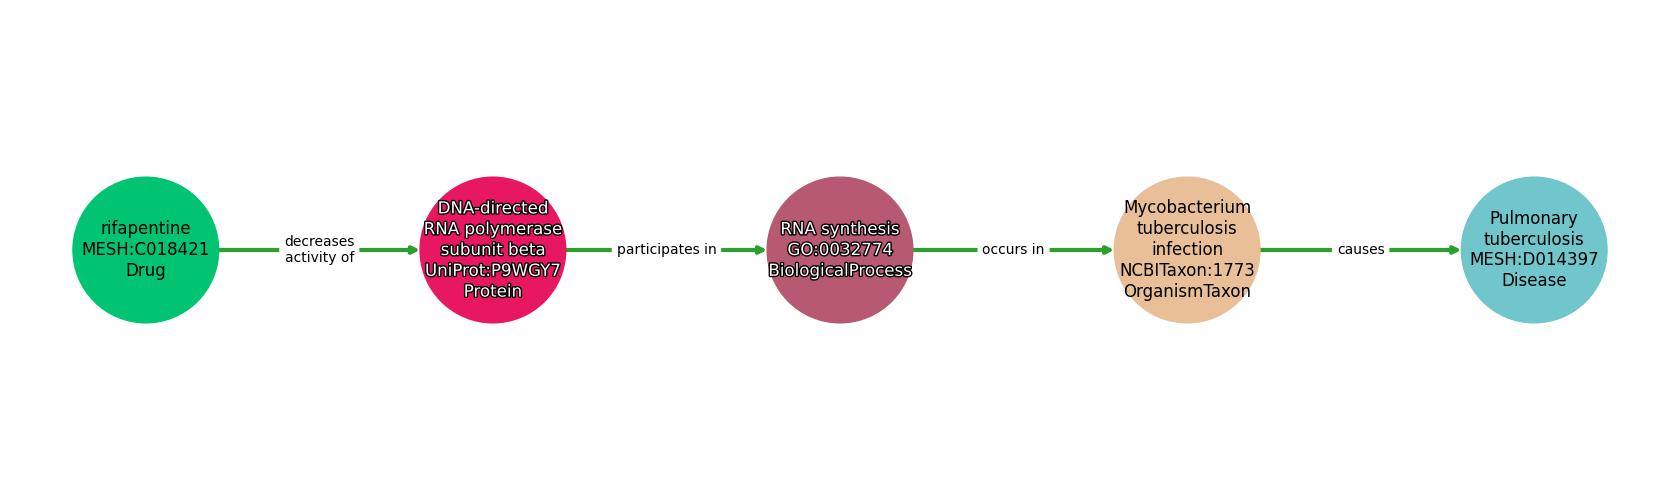 rifapentine
MESH:C018421
Drug
decreases
activity of
DNA-directed
RNA polymerase
subunit beta
UniProt:P9WGY7
Protein
participates in
RNA synthesis
GO:0032774
BiologicalProcess
occurs in
Mycobacterium
tuberculosis
infection
NCBITaxon:1773
OrganismTaxon
causes
Pulmonary
tuberculosis
MESH:D014397
Disease